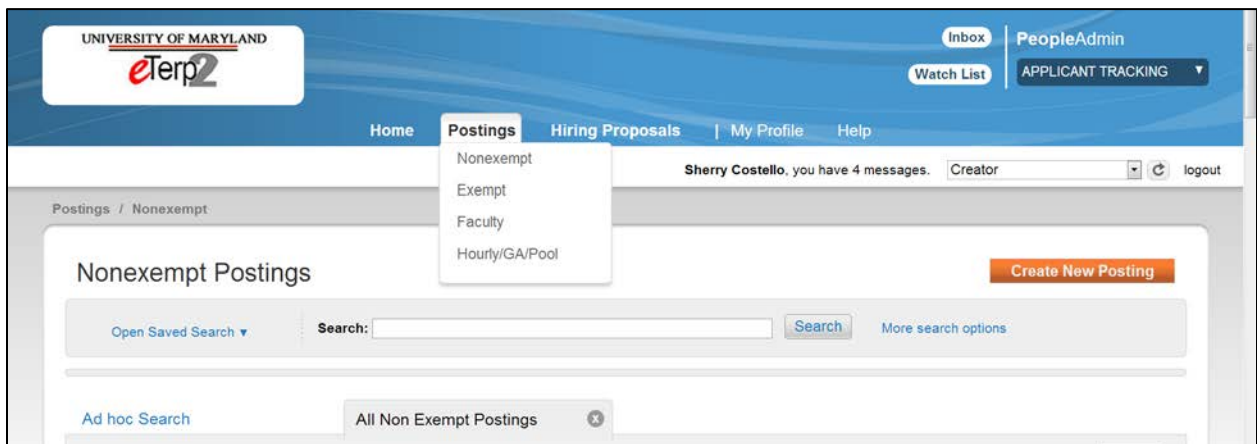 UNIVERSITY OF MARYLAND
eTerp2
Inbox
PeopleAdmin
Watch List
APPLICANT TRACKING
Home Postings Hiring Proposals | My Profile Help
Nonexempt
Exempt
Faculty
Hourly/GA/Pool
Sherry Costello, you have 4 messages. Creator logout
Postings / Nonexempt
Nonexempt Postings
Create New Posting
Open Saved Search
Search:
Search
More search options
Ad hoc Search
All Non Exempt Postings